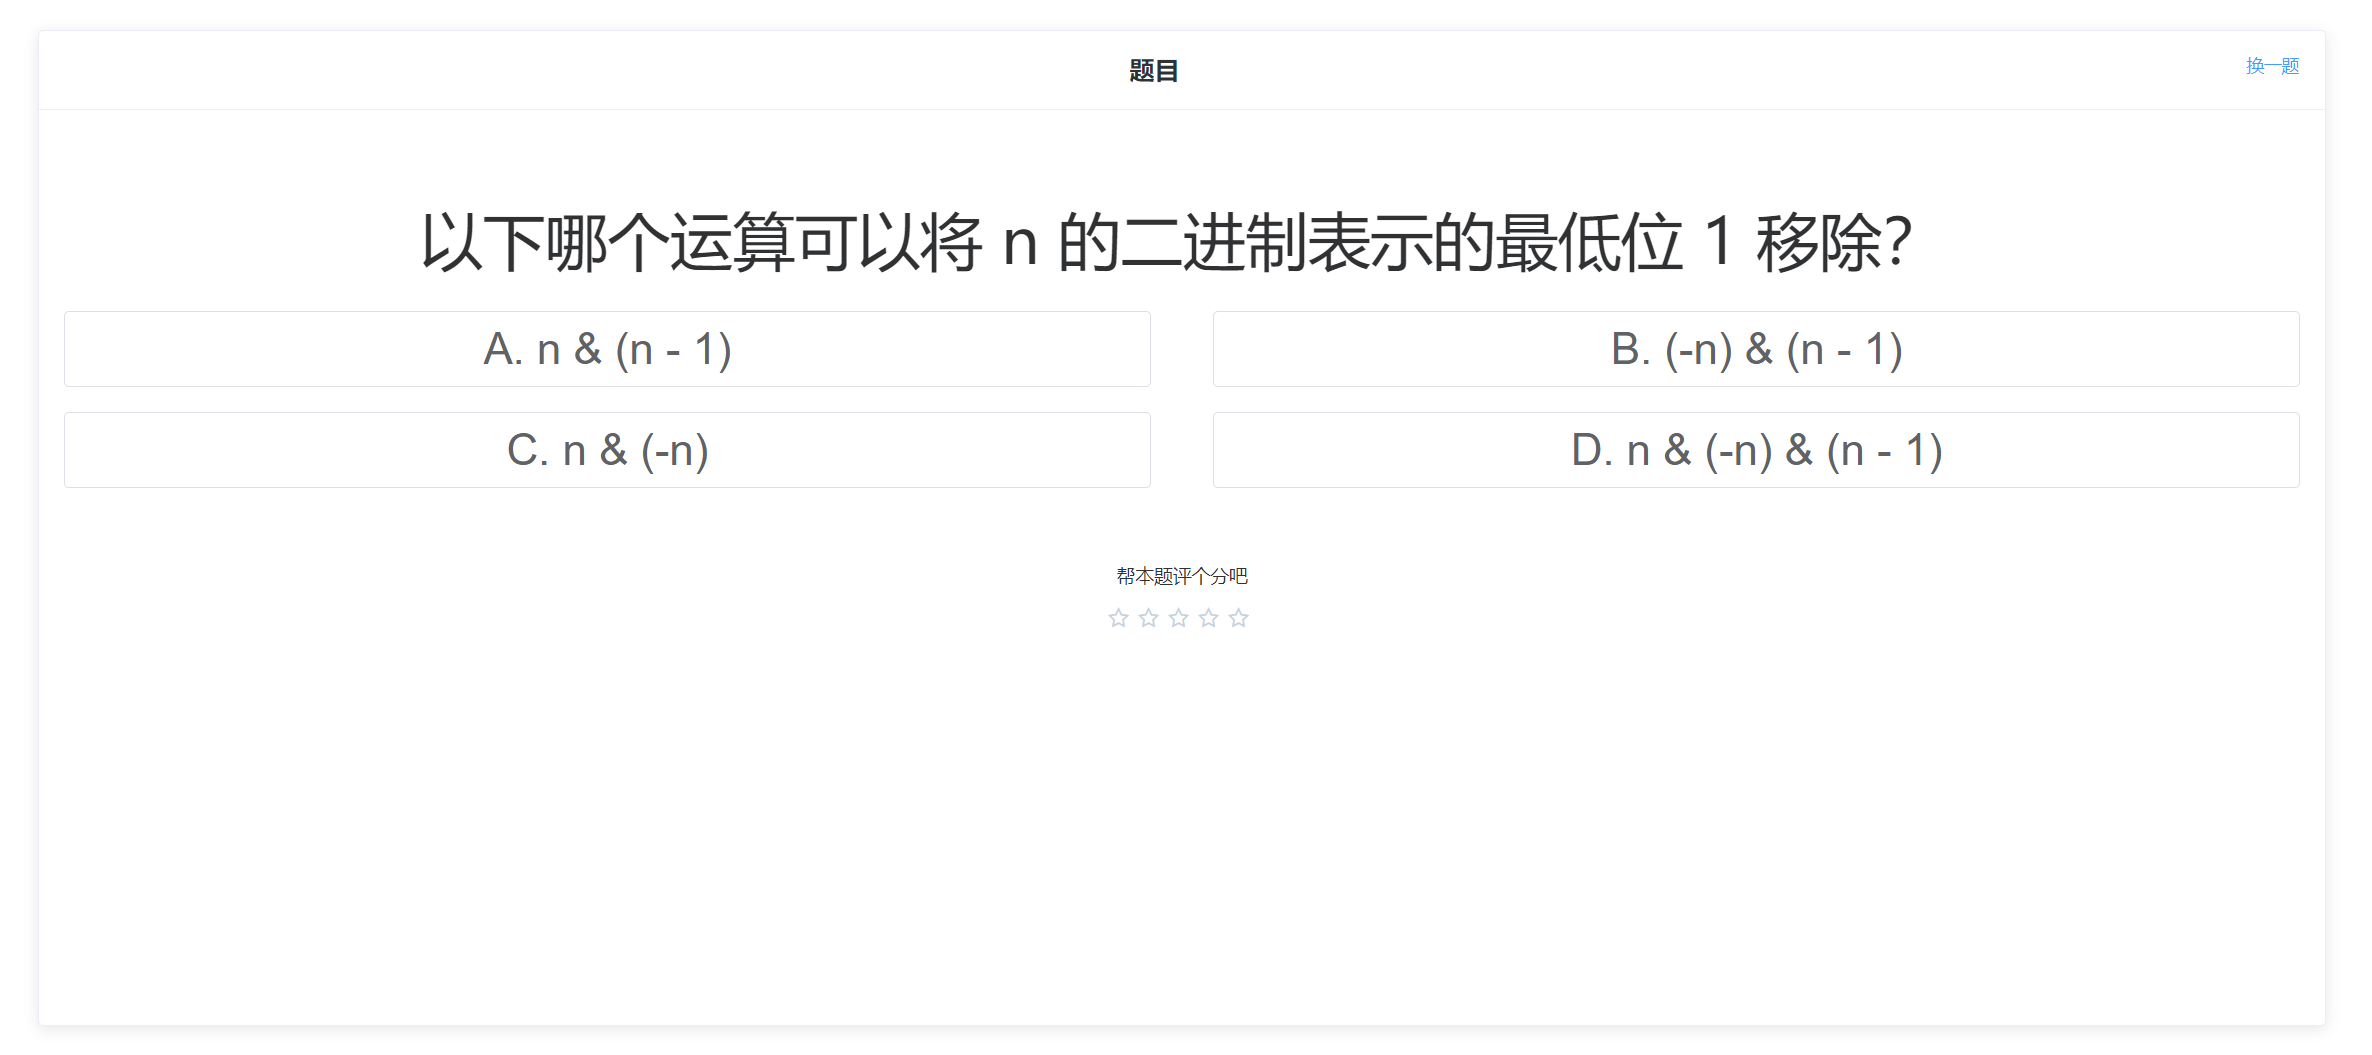 题目
换一题
以下哪个运算可以将 n 的二进制表示的最低位 1 移除?
A. n & (n - 1)
B. (-n) & (n - 1)
C. n & (-n)
D. n & (-n) & (n - 1)
帮本题评个分吧